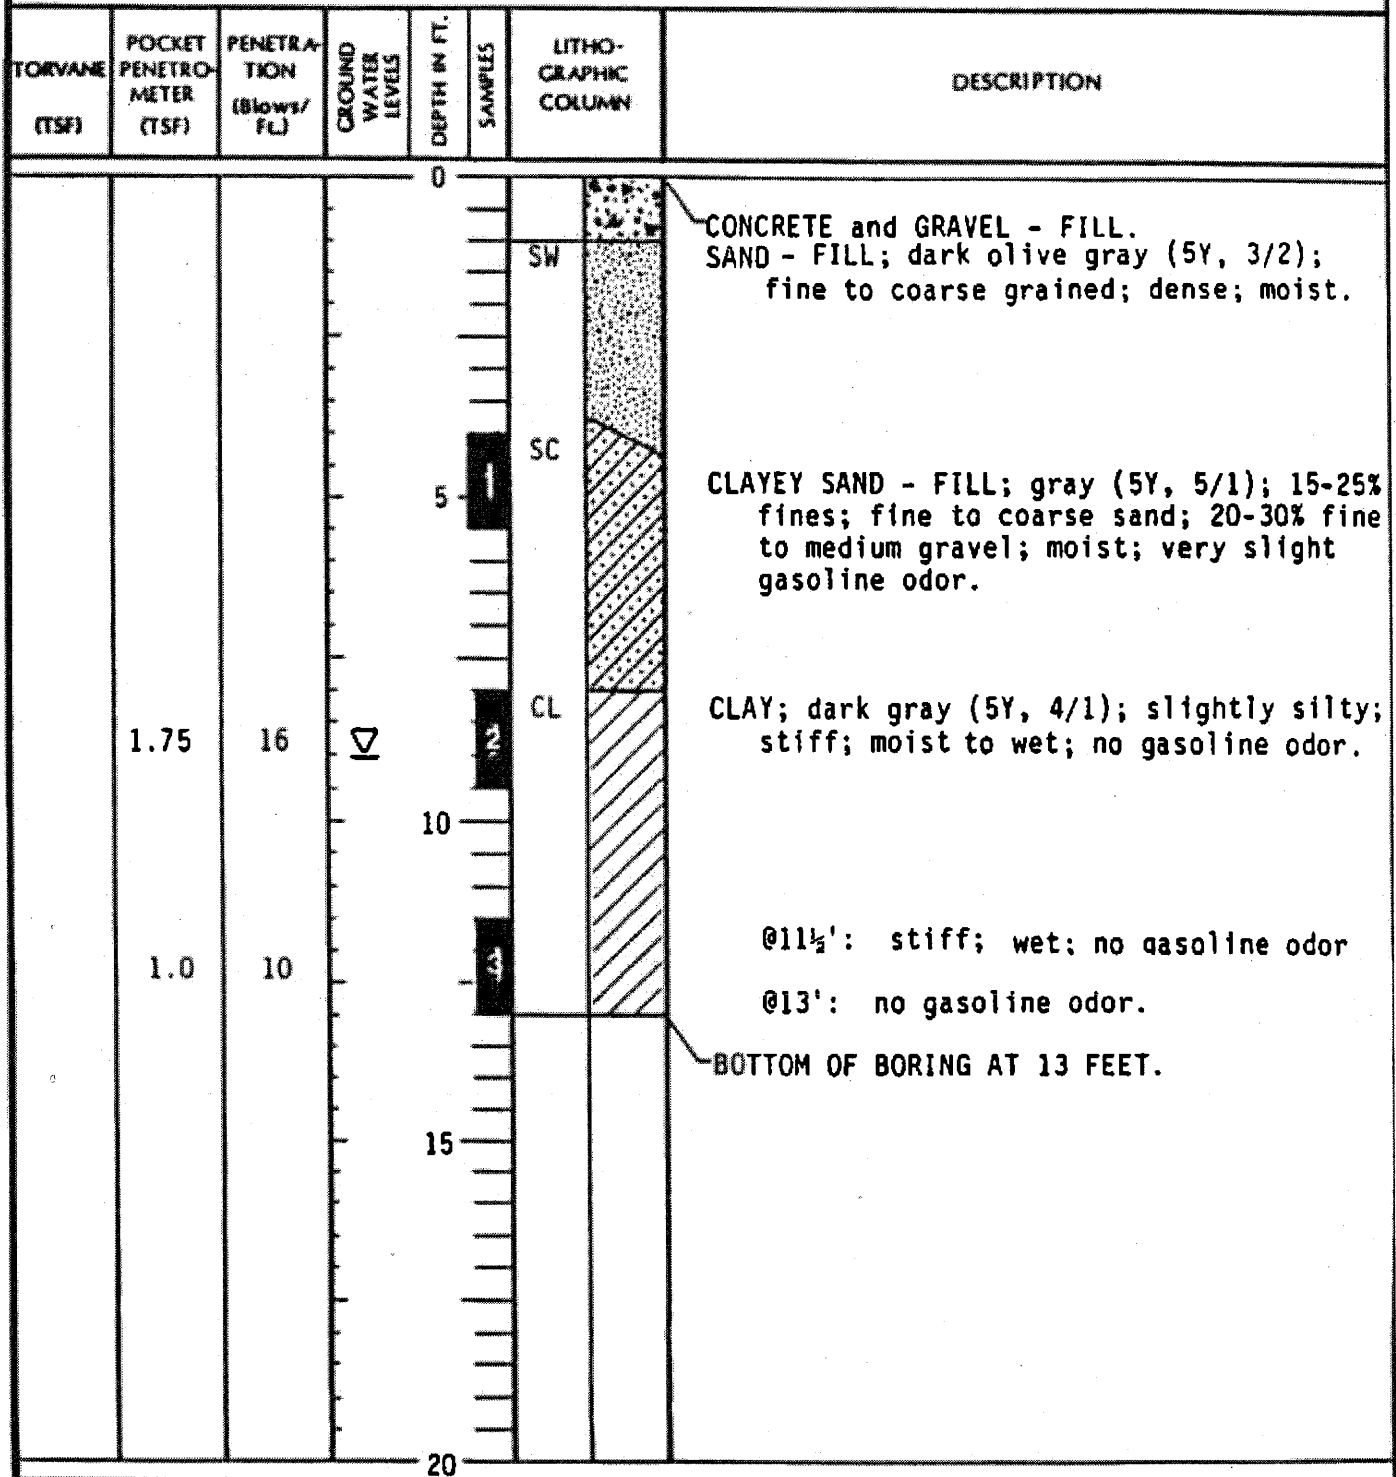 TORVANE
(TSF)
POCKET
PENETRO-
METER
(TSF)
PENETRA-
TION
(Blows/
Ft.)
GROUND
WATER
LEVELS
DEPTH IN FT.
SAMPLES
LITHO-
GRAPHIC
COLUMN
DESCRIPTION
0
CONCRETE and GRAVEL - FILL.
SW
SAND - FILL; dark olive gray (5Y, 3/2);
fine to coarse grained; dense; moist.
SC
1
5
CLAYEY SAND - FILL; gray (5Y, 5/1); 15-25%
fines; fine to coarse sand; 20-30% fine
to medium gravel; moist; very slight
gasoline odor.
CL
CLAY; dark gray (5Y, 4/1); slightly silty;
stiff; moist to wet; no gasoline odor.
1.75
16
2
10
@11½': stiff; wet; no gasoline odor
1.0
10
3
@13': no gasoline odor.
BOTTOM OF BORING AT 13 FEET.
15
20